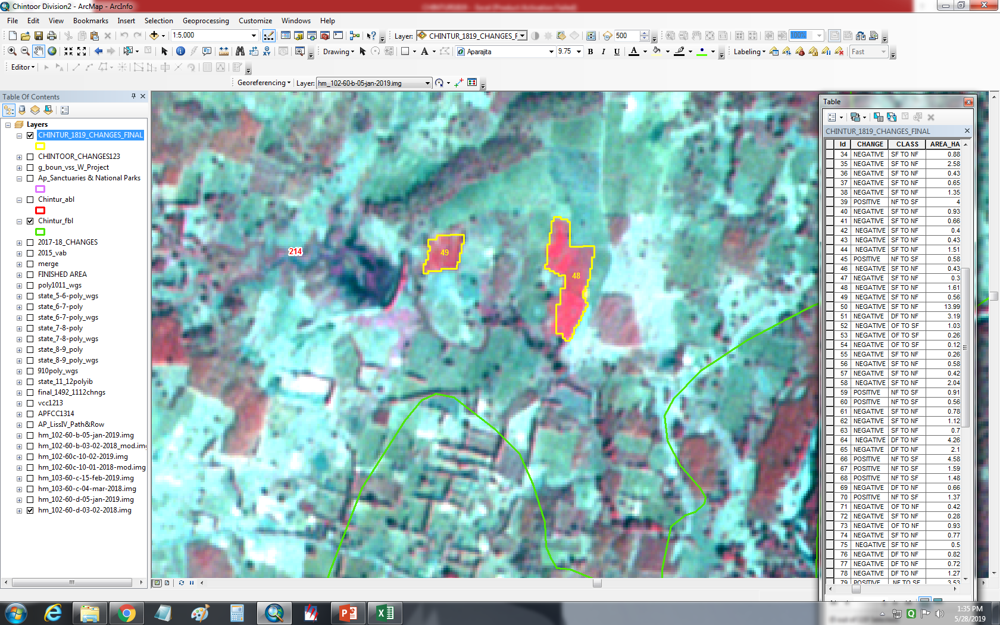 Chintoor Division2 - ArcMap - ArcInfo
File Edit View Bookmarks Insert Selection Geoprocessing Customize Windows Help
1:5,000
Layer: CHINTUR_1819_CHANGES_F
500
100%
Drawing
Aparajita
9.75
B I U A
Labeling
Fast
Editor
Georeferencing
Layer: hm_102-60-b-05-jan-2019.img
Table Of Contents
Layers
CHINTUR_1819_CHANGES_FINAL
CHINTOOR_CHANGES123
g_boun_vss_W_Project
Ap_Sanctuaries & National Parks
Chintur_abl
Chintur_fbl
2017-18_CHANGES
2015_vab
merge
FINISHED AREA
poly1011_wgs
state_5-6-poly_wgs
state_6-7-poly
state_6-7-poly_wgs
state_7-8-poly
state_7-8-poly_wgs
state_8-9_poly
state_8-9_poly_wgs
910poly_wgs
state_11_12polyib
final_1492_1112chngs
vcc1213
APFCC1314
AP_LissIV_Path&Row
hm_102-60-b-05-jan-2019.img
hm_102-60-b-03-02-2018_mod.img
hm_102-60c-10-02-2019.img
hm_102-60c-10-01-2018-mod.img
hm_103-60-c-15-feb-2019.img
hm_103-60-c-04-mar-2018.img
hm_102-60-d-05-jan-2019.img
hm_102-60-d-03-02-2018.img
214
49
48
Table
CHINTUR_1819_CHANGES_FINAL
Id CHANGE CLASS AREA_HA
34 NEGATIVE SF TO NF 0.88
35 NEGATIVE SF TO NF 2.58
36 NEGATIVE SF TO NF 0.43
37 NEGATIVE SF TO NF 0.65
38 NEGATIVE SF TO NF 1.35
39 POSITIVE NF TO SF 4
40 NEGATIVE SF TO NF 0.93
41 NEGATIVE SF TO NF 0.66
42 NEGATIVE SF TO NF 0.4
43 NEGATIVE SF TO NF 0.43
44 NEGATIVE SF TO NF 1.51
45 POSITIVE NF TO SF 0.58
46 NEGATIVE SF TO NF 0.43
47 NEGATIVE SF TO NF 0.3
48 NEGATIVE SF TO NF 1.61
49 NEGATIVE SF TO NF 0.56
50 NEGATIVE SF TO NF 13.99
51 NEGATIVE DF TO NF 3.19
52 NEGATIVE OF TO SF 1.03
53 NEGATIVE OF TO SF 0.26
54 NEGATIVE OF TO SF 0.12
55 NEGATIVE SF TO NF 0.26
56 NEGATIVE SF TO NF 0.58
57 NEGATIVE SF TO NF 0.42
58 NEGATIVE SF TO NF 2.04
59 POSITIVE NF TO SF 0.91
60 POSITIVE NF TO SF 0.56
61 NEGATIVE SF TO NF 0.78
62 NEGATIVE SF TO NF 1.12
63 NEGATIVE SF TO NF 0.7
64 NEGATIVE DF TO NF 4.26
65 NEGATIVE DF TO NF 2.1
66 POSITIVE NF TO SF 4.58
67 POSITIVE NF TO SF 1.59
68 POSITIVE NF TO SF 1.48
69 NEGATIVE DF TO NF 0.66
70 POSITIVE NF TO SF 1.37
71 NEGATIVE OF TO NF 0.42
72 NEGATIVE SF TO NF 0.28
73 NEGATIVE OF TO NF 0.93
74 NEGATIVE SF TO NF 0.77
75 NEGATIVE SF TO NF 0.5
76 NEGATIVE DF TO NF 0.82
77 NEGATIVE DF TO NF 0.72
78 NEGATIVE DF TO NF 1.27
79 POSITIVE NF TO SF 3.53
1:35 PM
5/28/2019